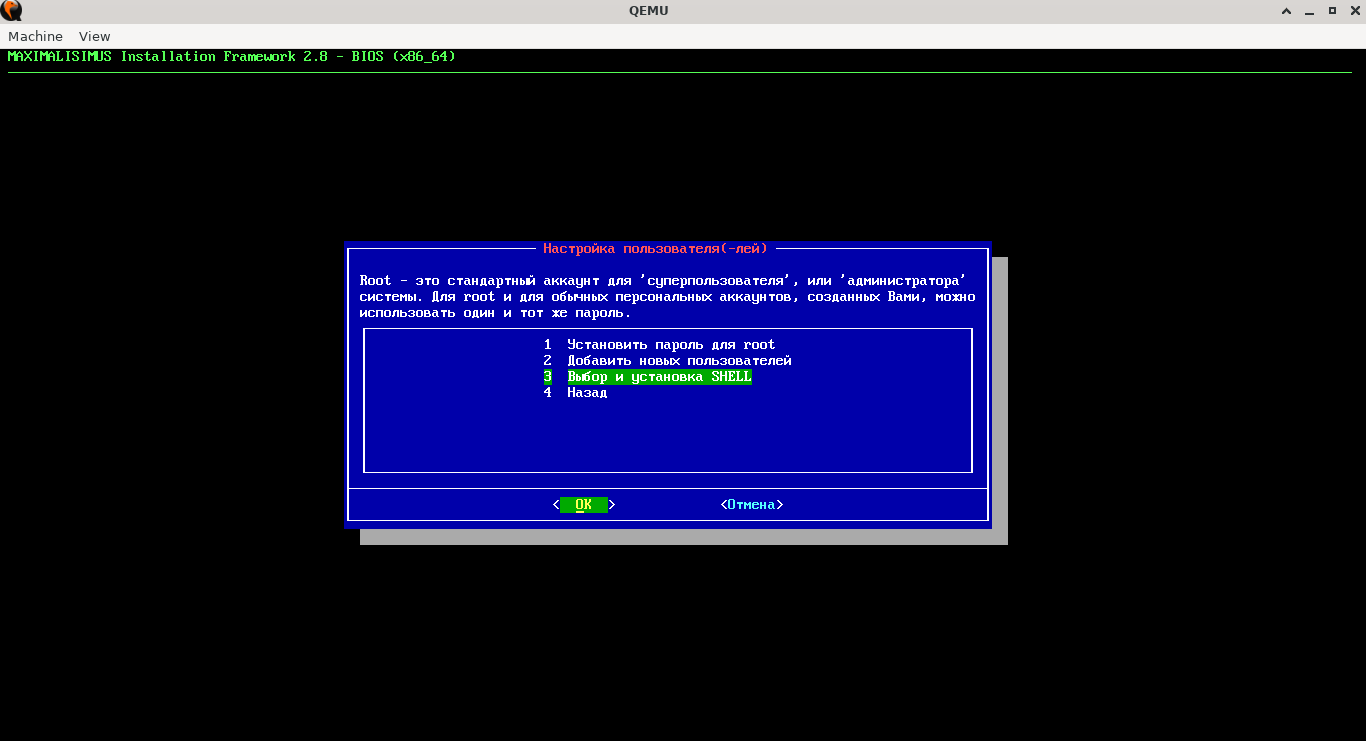 QEMU
Machine View
MAXIMALISIMUS Installation Framework 2.8 - BIOS (x86_64)
Настройка пользователя(-лей)
Root - это стандартный аккаунт для 'суперпользователя', или 'администратора'
системы. Для root и для обычных персональных аккаунтов, созданных Вами, можно
использовать один и тот же пароль.
1 Установить пароль для root
2 Добавить новых пользователей
3 Выбор и установка SHELL
4 Назад
< OK > <Отмена>